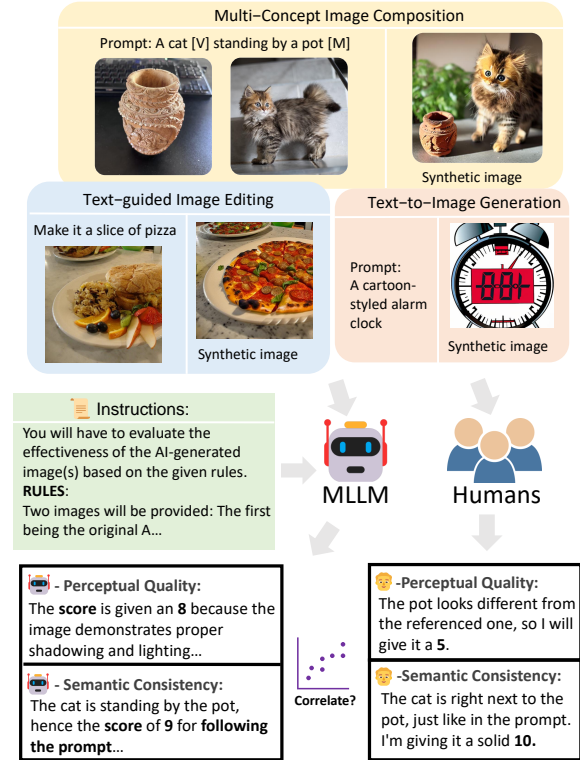 Multi−Concept Image Composition
Prompt: A cat [V] standing by a pot [M]
Synthetic image
Text−guided Image Editing
Make it a slice of pizza
Synthetic image
Text−to−Image Generation
Prompt:
A cartoon-
styled alarm
clock
Synthetic image
Instructions:
You will have to evaluate the
effectiveness of the AI-generated
image(s) based on the given rules.
RULES:
Two images will be provided: The first
being the original A…
MLLM
Humans
- Perceptual Quality:
The score is given an 8 because the
image demonstrates proper
shadowing and lighting…
- Semantic Consistency:
The cat is standing by the pot,
hence the score of 9 for following
the prompt…
Correlate?
-Perceptual Quality:
The pot looks different from
the referenced one, so I will
give it a 5.
-Semantic Consistency:
The cat is right next to the
pot, just like in the prompt.
I'm giving it a solid 10.